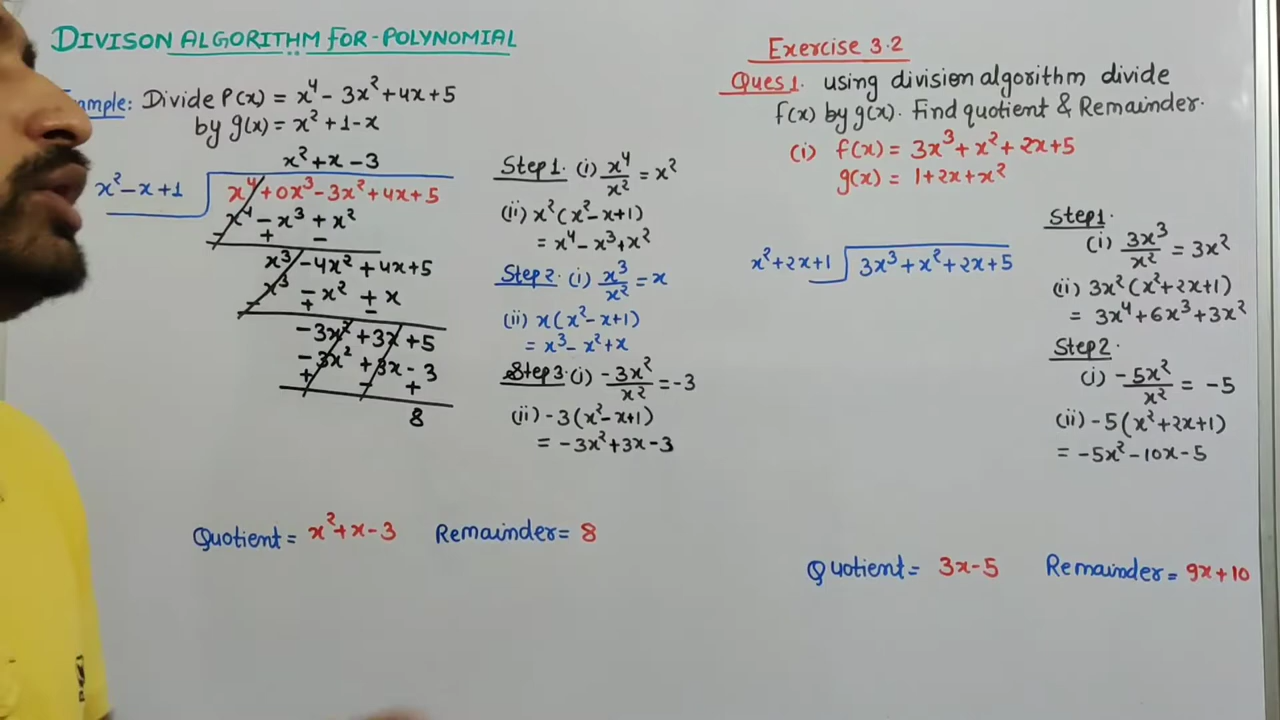 DIVISON ALGORITHM FOR-POLYNOMIAL
Example: Divide P(x) = x⁴ - 3x² + 4x + 5
by g(x) = x² + 1 - x
x² + x - 3
x² - x + 1
x⁴ + 0x³ - 3x² + 4x + 5
x⁴ - x³ + x²
- + -
x³ - 4x² + 4x + 5
x³ - x² + x
- + -
-3x² + 3x + 5
-3x² + 3x - 3
+ - +
8
Quotient = x² + x - 3 Remainder = 8
Step 1. (i) x⁴/x² = x²
(ii) x²(x² - x + 1)
= x⁴ - x³ + x²
Step 2. (i) x³/x² = x
(ii) x(x² - x + 1)
= x³ - x² + x
Step 3 (i) -3x²/x² = -3
(ii) -3(x² - x + 1)
= -3x² + 3x - 3
Exercise 3.2
Ques 1. using division algorithm divide
f(x) by g(x). Find quotient & Remainder.
(i) f(x) = 3x³ + x² + 2x + 5
g(x) = 1 + 2x + x²
x² + 2x + 1
3x³ + x² + 2x + 5
Step 1.
(i) 3x³/x² = 3x²
(ii) 3x²(x² + 2x + 1)
= 3x⁴ + 6x³ + 3x²
Step 2.
(i) -5x²/x² = -5
(ii) -5(x² + 2x + 1)
= -5x² - 10x - 5
Quotient = 3x - 5 Remainder = 9x + 10